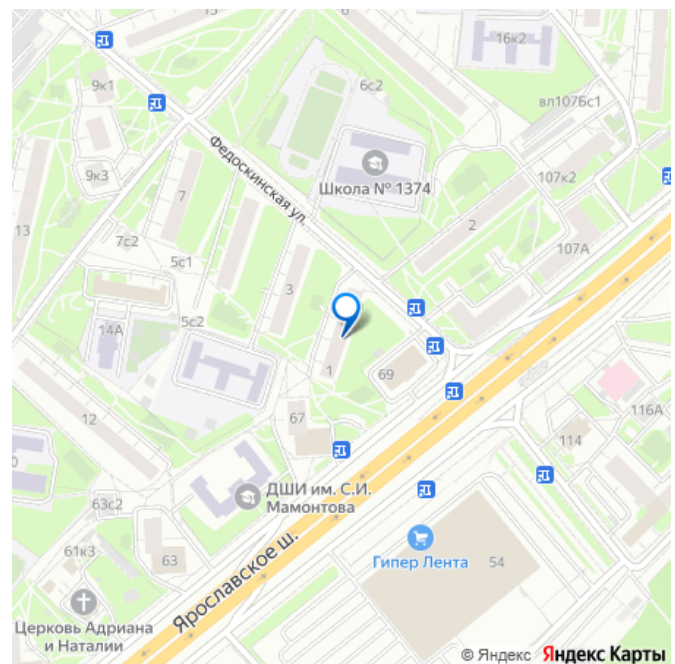 6
16к2
9к1
6с2
вл107Бс1
Федоскинская ул.
Школа № 1374
107к2
9к3
7
2
13
7с2
107А
5с1
3
5с2
14А
1
69
12
67
116А
114
ДШИ им. С.И.
Мамонтова
63с2
Гипер Лента
54
61к3
63
Ярославское ш.
Церковь Адриана
и Наталии
© Яндекс Яндекс Карты